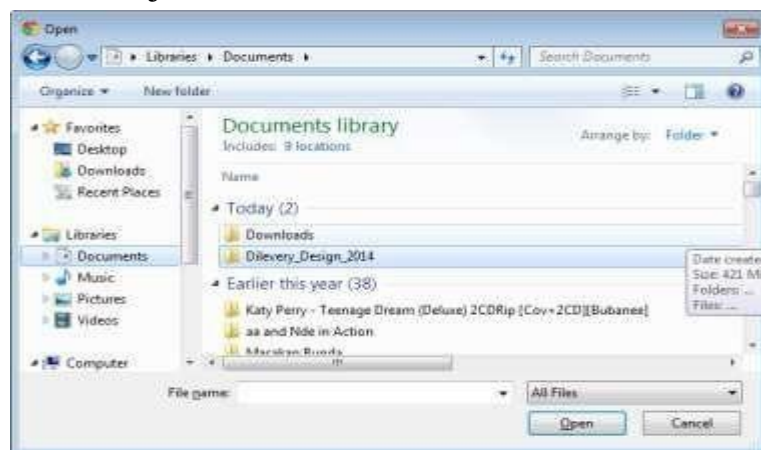 Open
Libraries Documents Search Documents
Organize New folder
Favorites
Desktop
Downloads
Recent Places
Libraries
Documents
Music
Pictures
Videos
Computer
Documents library
Includes: 9 locations
Arrange by: Folder
Name
Today (2)
Downloads
Dilevery_Design_2014
Earlier this year (38)
Katy Perry - Teenage Dream (Deluxe) 2CDRip [Cov+2CD][Bubanee]
aa and Nde in Action
Date create
Size: 421 M
Folders: ...
Files: ...
File name: All Files
Open Cancel